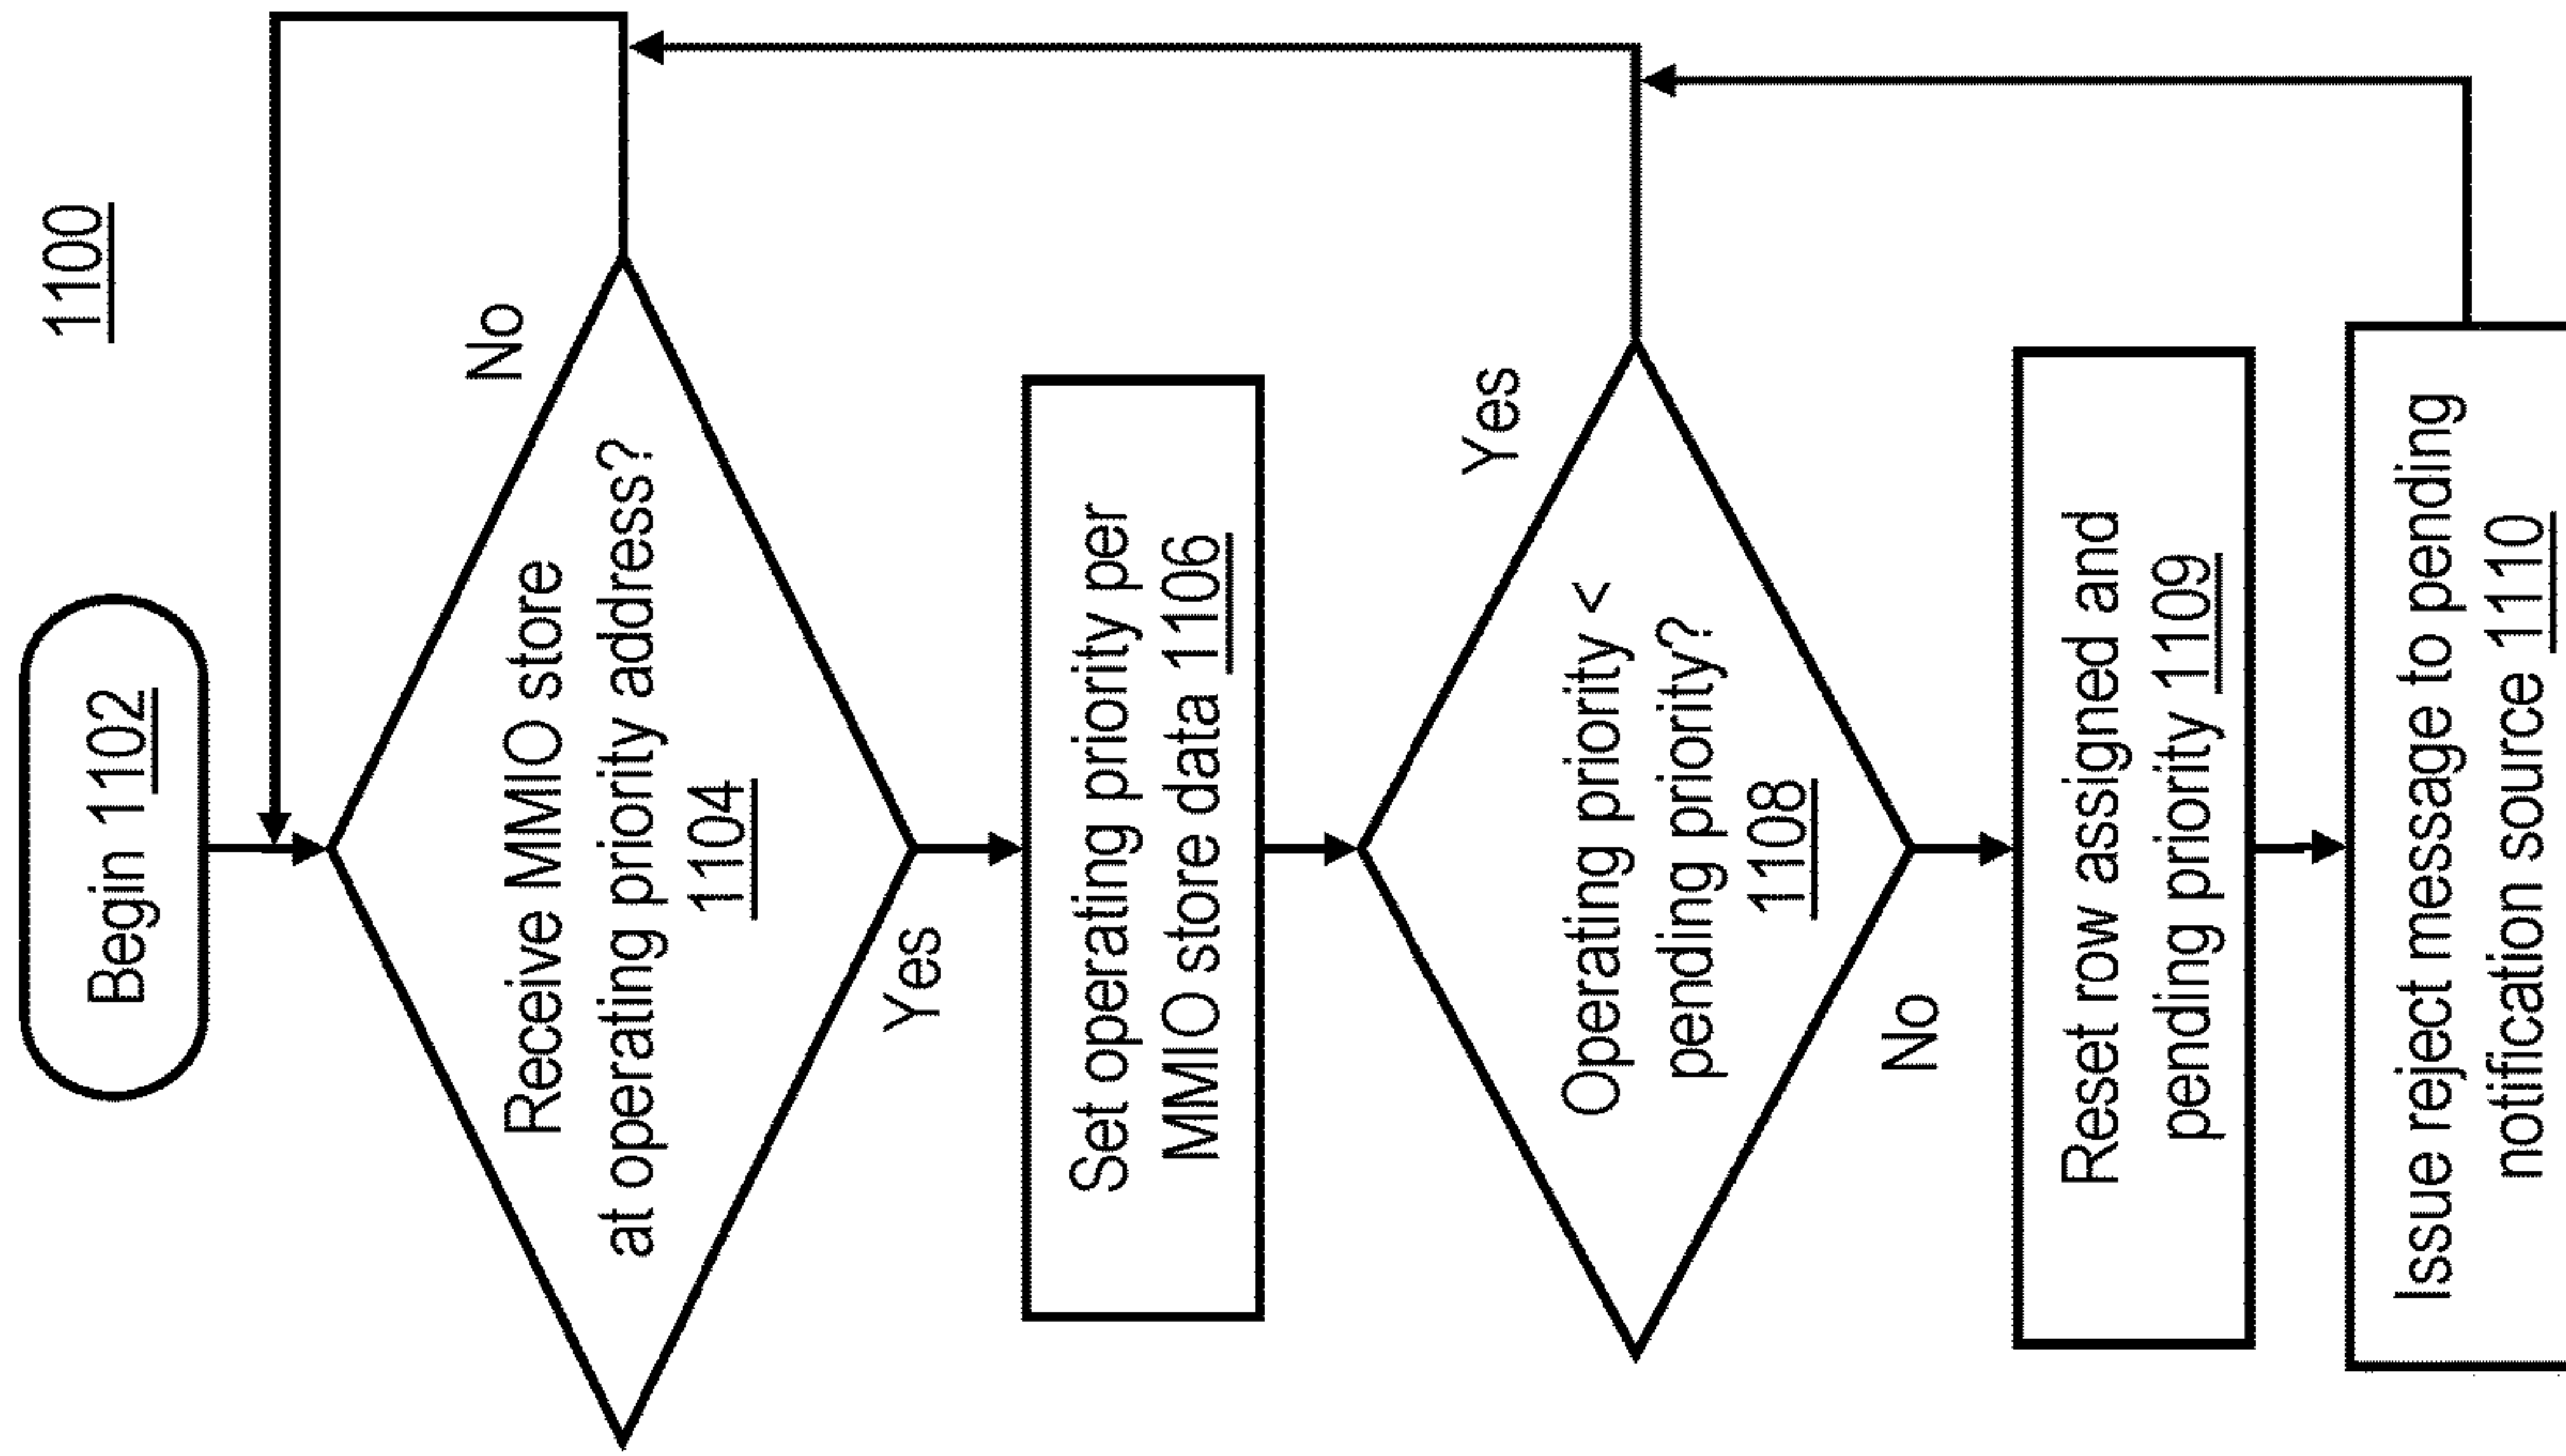 1100
Begin 1102
Receive MMIO store
at operating priority address?
1104
No
Yes
Set operating priority per
MMIO store data 1106
Operating priority <
pending priority?
1108
Yes
No
Reset row assigned and
pending priority 1109
Issue reject message to pending
notification source 1110